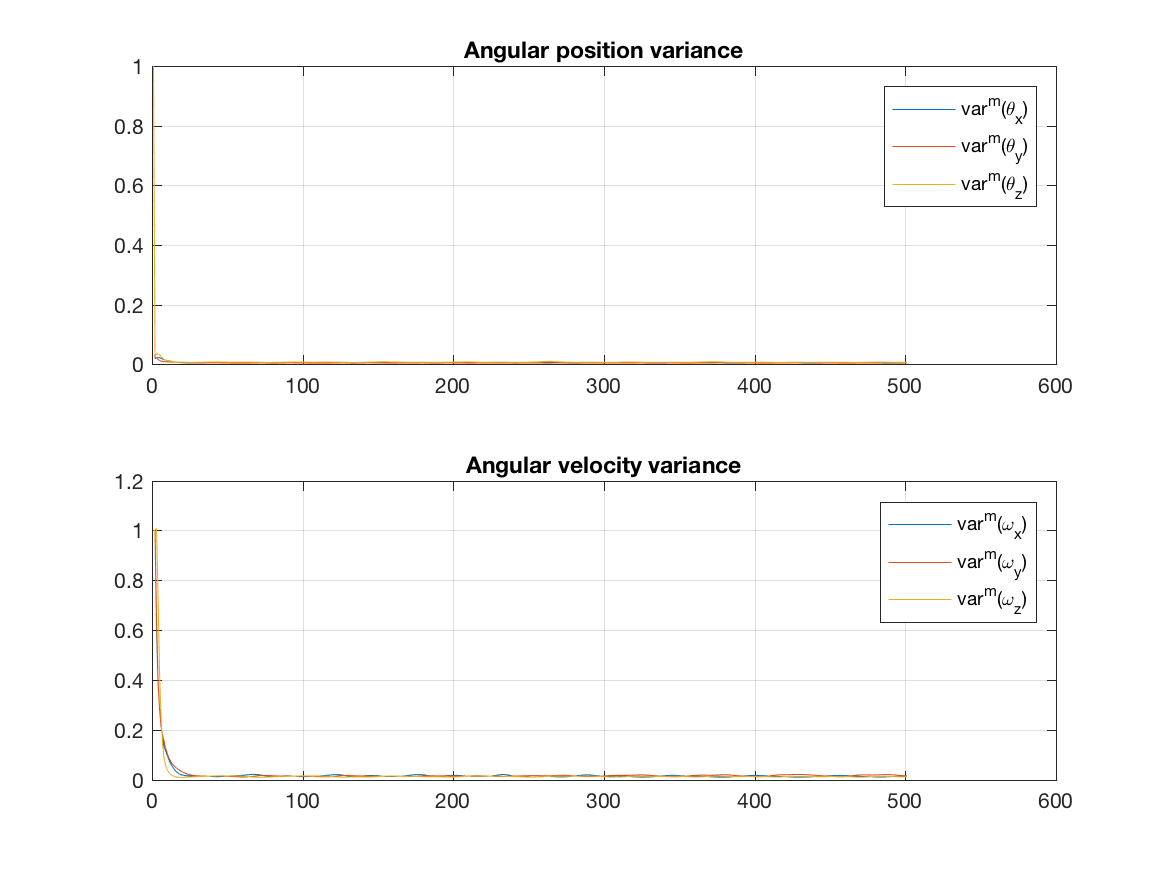 Angular position variance
1
0.8
0.6
0.4
0.2
0
0 100 200 300 400 500 600
var^m(θ_x)
var^m(θ_y)
var^m(θ_z)
Angular velocity variance
1.2
1
0.8
0.6
0.4
0.2
0
0 100 200 300 400 500 600
var^m(ω_x)
var^m(ω_y)
var^m(ω_z)